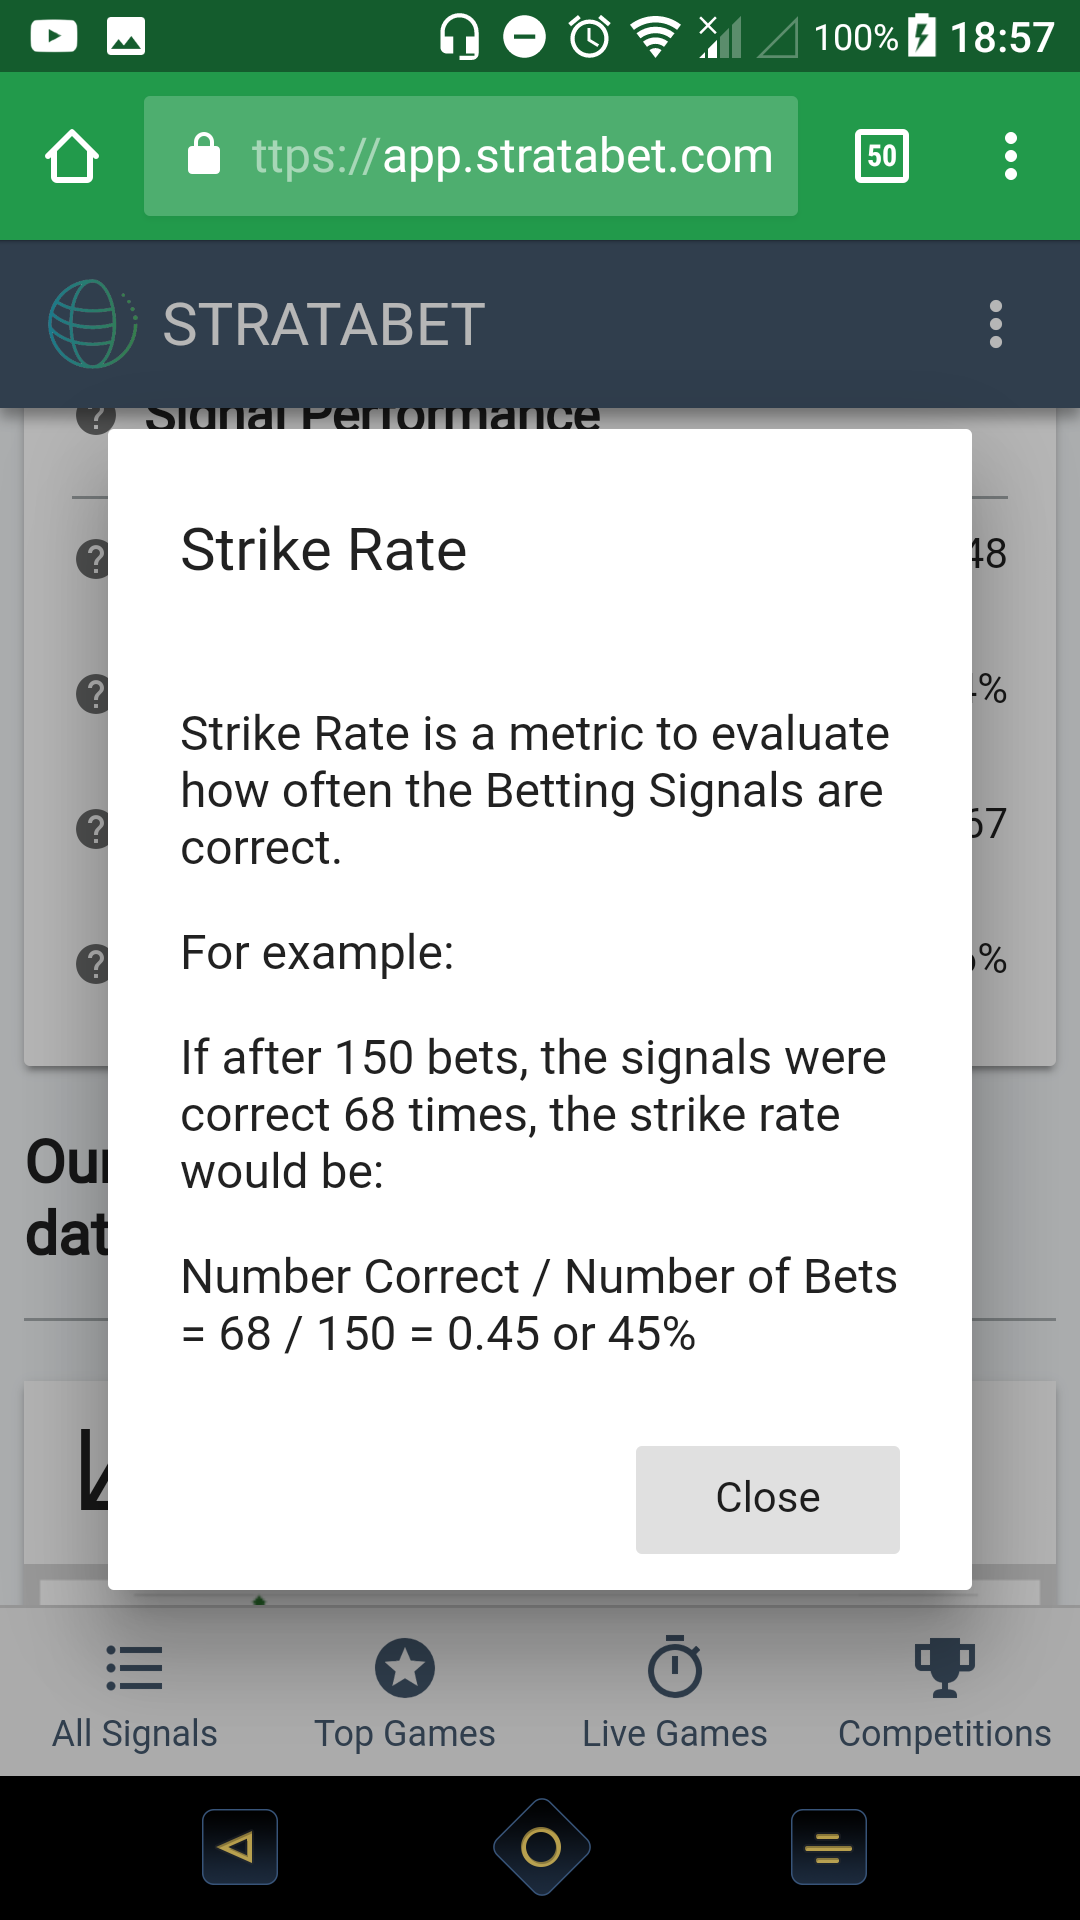 100% 18:57
ttps://app.stratabet.com 50
STRATABET
Signal Performance
Strike Rate
48
%
67
%
Strike Rate is a metric to evaluate
how often the Betting Signals are
correct.
For example:
If after 150 bets, the signals were
correct 68 times, the strike rate
would be:
Number Correct / Number of Bets
= 68 / 150 = 0.45 or 45%
Our
dat
Close
All Signals Top Games Live Games Competitions